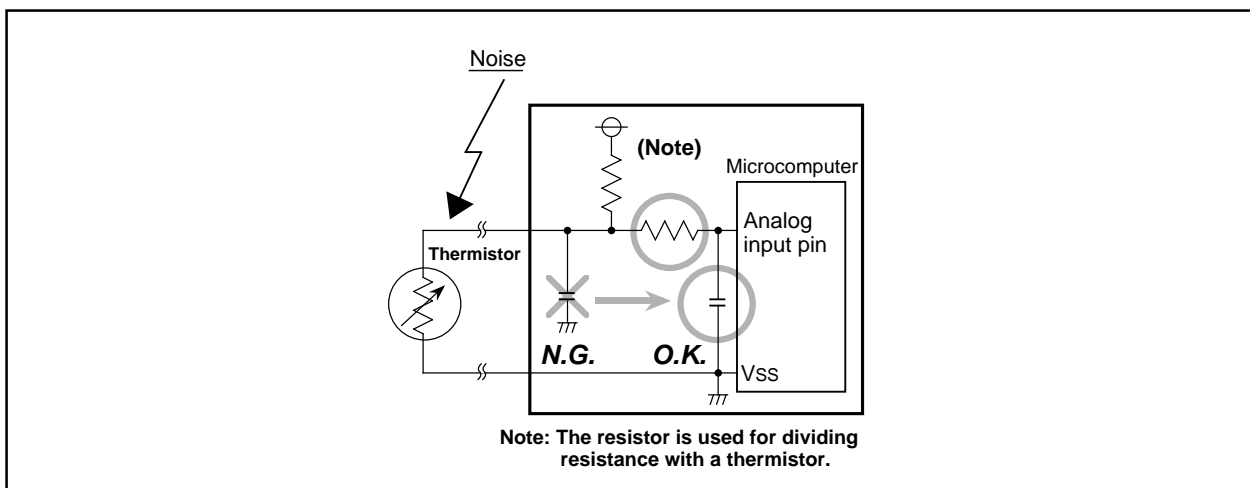 Noise
(Note)
Microcomputer
Analog
input pin
Thermistor
N.G.
O.K.
VSS
Note: The resistor is used for dividing
resistance with a thermistor.